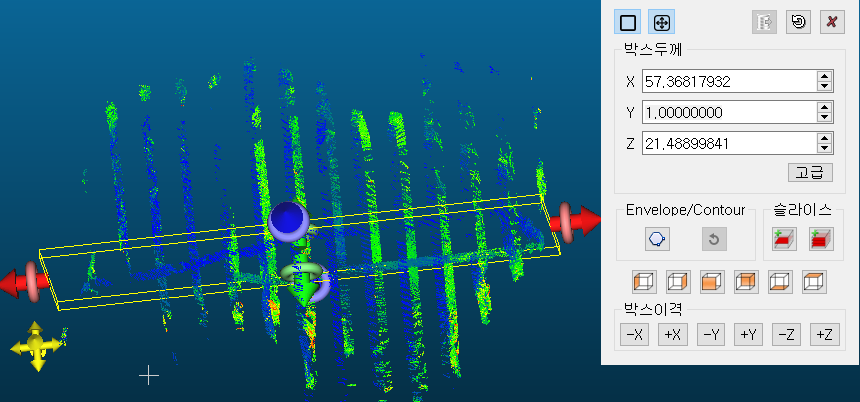 박스두께
X 57,36817932
Y 1,00000000
Z 21,48899841
고급
Envelope/Contour 슬라이스
박스이격
-X +X -Y +Y -Z +Z